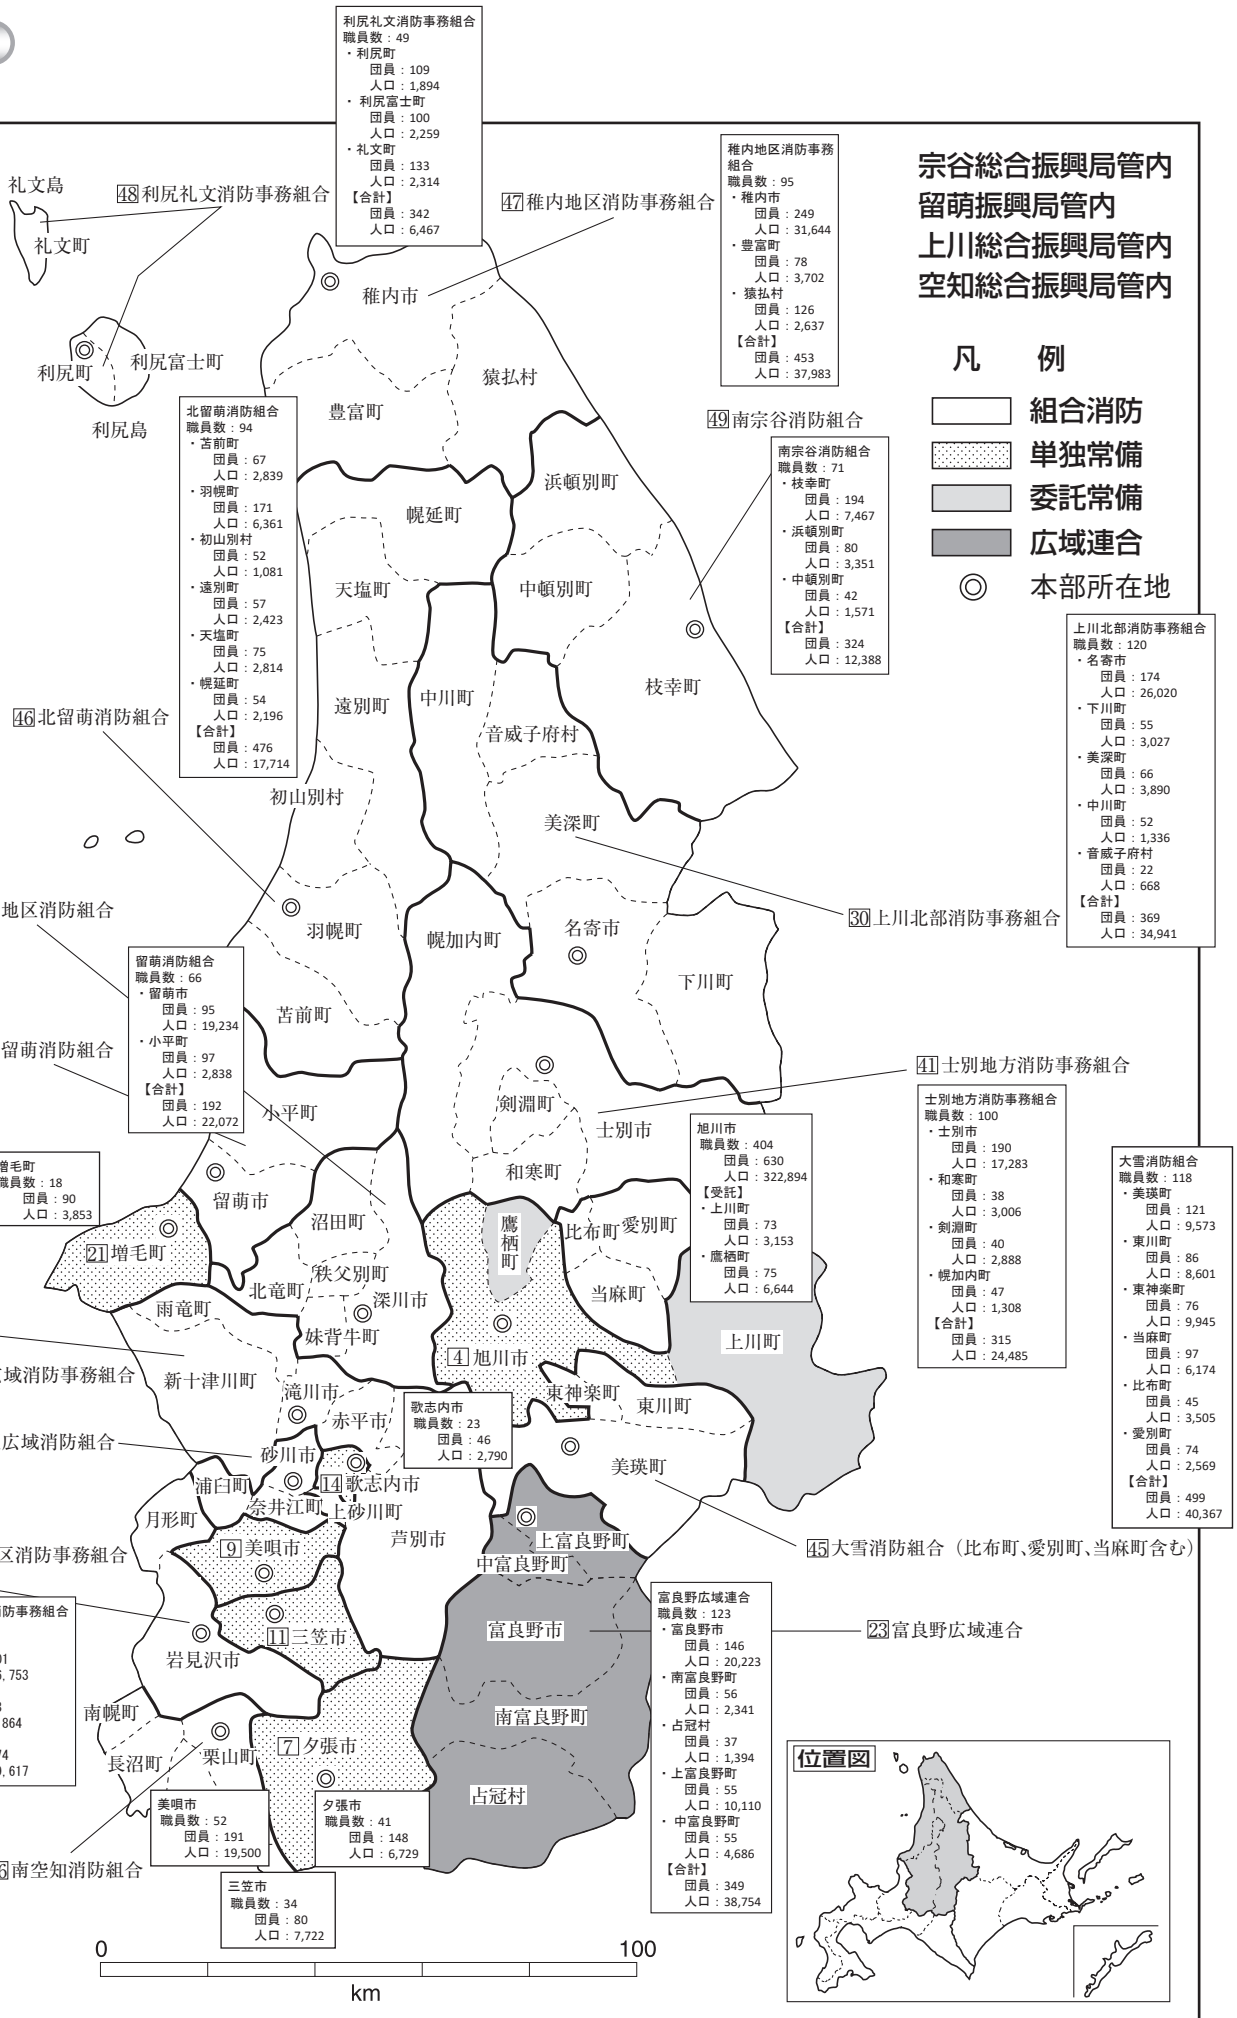 利尻礼文消防事務組合
職員数：49
・利尻町
団員：109
人口：1,894
・利尻富士町
団員：100
人口：2,259
・礼文町
団員：133
人口：2,314
【合計】
団員：342
人口：6,467
稚内地区消防事務
組合
職員数：95
・稚内市
団員：249
人口：31,644
・豊富町
団員：78
人口：3,702
・猿払村
団員：126
人口：2,637
【合計】
団員：453
人口：37,983
宗谷総合振興局管内
留萌振興局管内
上川総合振興局管内
空知総合振興局管内
凡　例
組合消防
単独常備
委託常備
広域連合
本部所在地
礼文島
礼文町
48利尻礼文消防事務組合
47稚内地区消防事務組合
稚内市
利尻町
利尻富士町
利尻島
豊富町
猿払村
北留萌消防組合
職員数：94
・苫前町
団員：67
人口：2,839
・羽幌町
団員：171
人口：6,361
・初山別村
団員：52
人口：1,081
・遠別町
団員：57
人口：2,423
・天塩町
団員：75
人口：2,814
・幌延町
団員：54
人口：2,196
【合計】
団員：476
人口：17,714
49南宗谷消防組合
南宗谷消防組合
職員数：71
・枝幸町
団員：194
人口：7,467
・浜頓別町
団員：80
人口：3,351
・中頓別町
団員：42
人口：1,571
【合計】
団員：324
人口：12,388
浜頓別町
幌延町
天塩町
中頓別町
枝幸町
遠別町
中川町
音威子府村
46北留萌消防組合
初山別村
美深町
上川北部消防事務組合
職員数：120
・名寄市
団員：174
人口：26,020
・下川町
団員：55
人口：3,027
・美深町
団員：66
人口：3,890
・中川町
団員：52
人口：1,336
・音威子府村
団員：22
人口：668
【合計】
団員：369
人口：34,941
地区消防組合
羽幌町
幌加内町
名寄市
30上川北部消防事務組合
下川町
留萌消防組合
職員数：66
・留萌市
団員：95
人口：19,234
・小平町
団員：97
人口：2,838
【合計】
団員：192
人口：22,072
苫前町
留萌消防組合
小平町
剣淵町
士別市
和寒町
41士別地方消防事務組合
士別地方消防事務組合
職員数：100
・士別市
団員：190
人口：17,283
・和寒町
団員：38
人口：3,006
・剣淵町
団員：40
人口：2,888
・幌加内町
団員：47
人口：1,308
【合計】
団員：315
人口：24,485
旭川市
職員数：404
団員：630
人口：322,894
【受託】
・上川町
団員：73
人口：3,153
・鷹栖町
団員：75
人口：6,644
大雪消防組合
職員数：118
・美瑛町
団員：121
人口：9,573
・東川町
団員：86
人口：8,601
・東神楽町
団員：76
人口：9,945
・当麻町
団員：97
人口：6,174
・比布町
団員：45
人口：3,505
・愛別町
団員：74
人口：2,569
【合計】
団員：499
人口：40,367
増毛町
職員数：18
団員：90
人口：3,853
留萌市
21増毛町
沼田町
鷹栖町
比布町
愛別町
秩父別町
北竜町
深川市
雨竜町
妹背牛町
当麻町
上川町
4旭川市
域消防事務組合
新十津川町
滝川市
赤平市
東神楽町
東川町
歌志内市
職員数：23
団員：46
人口：2,790
広域消防組合
砂川市
14歌志内市
浦臼町
奈井江町
上砂川町
月形町
芦別市
美瑛町
上富良野町
中富良野町
9美唄市
区消防事務組合
45大雪消防組合（比布町、愛別町、当麻町含む）
防事務組合
01
6,753
864
74
,617
11三笠市
岩見沢市
富良野市
23富良野広域連合
富良野広域連合
職員数：123
・富良野市
団員：146
人口：20,223
・南富良野町
団員：56
人口：2,341
・占冠村
団員：37
人口：1,394
・上富良野町
団員：55
人口：10,110
・中富良野町
団員：55
人口：4,686
【合計】
団員：349
人口：38,754
南幌町
長沼町
栗山町
7夕張市
南富良野町
占冠村
位置図
美唄市
職員数：52
団員：191
人口：19,500
夕張市
職員数：41
団員：148
人口：6,729
南空知消防組合
三笠市
職員数：34
団員：80
人口：7,722
0
100
km